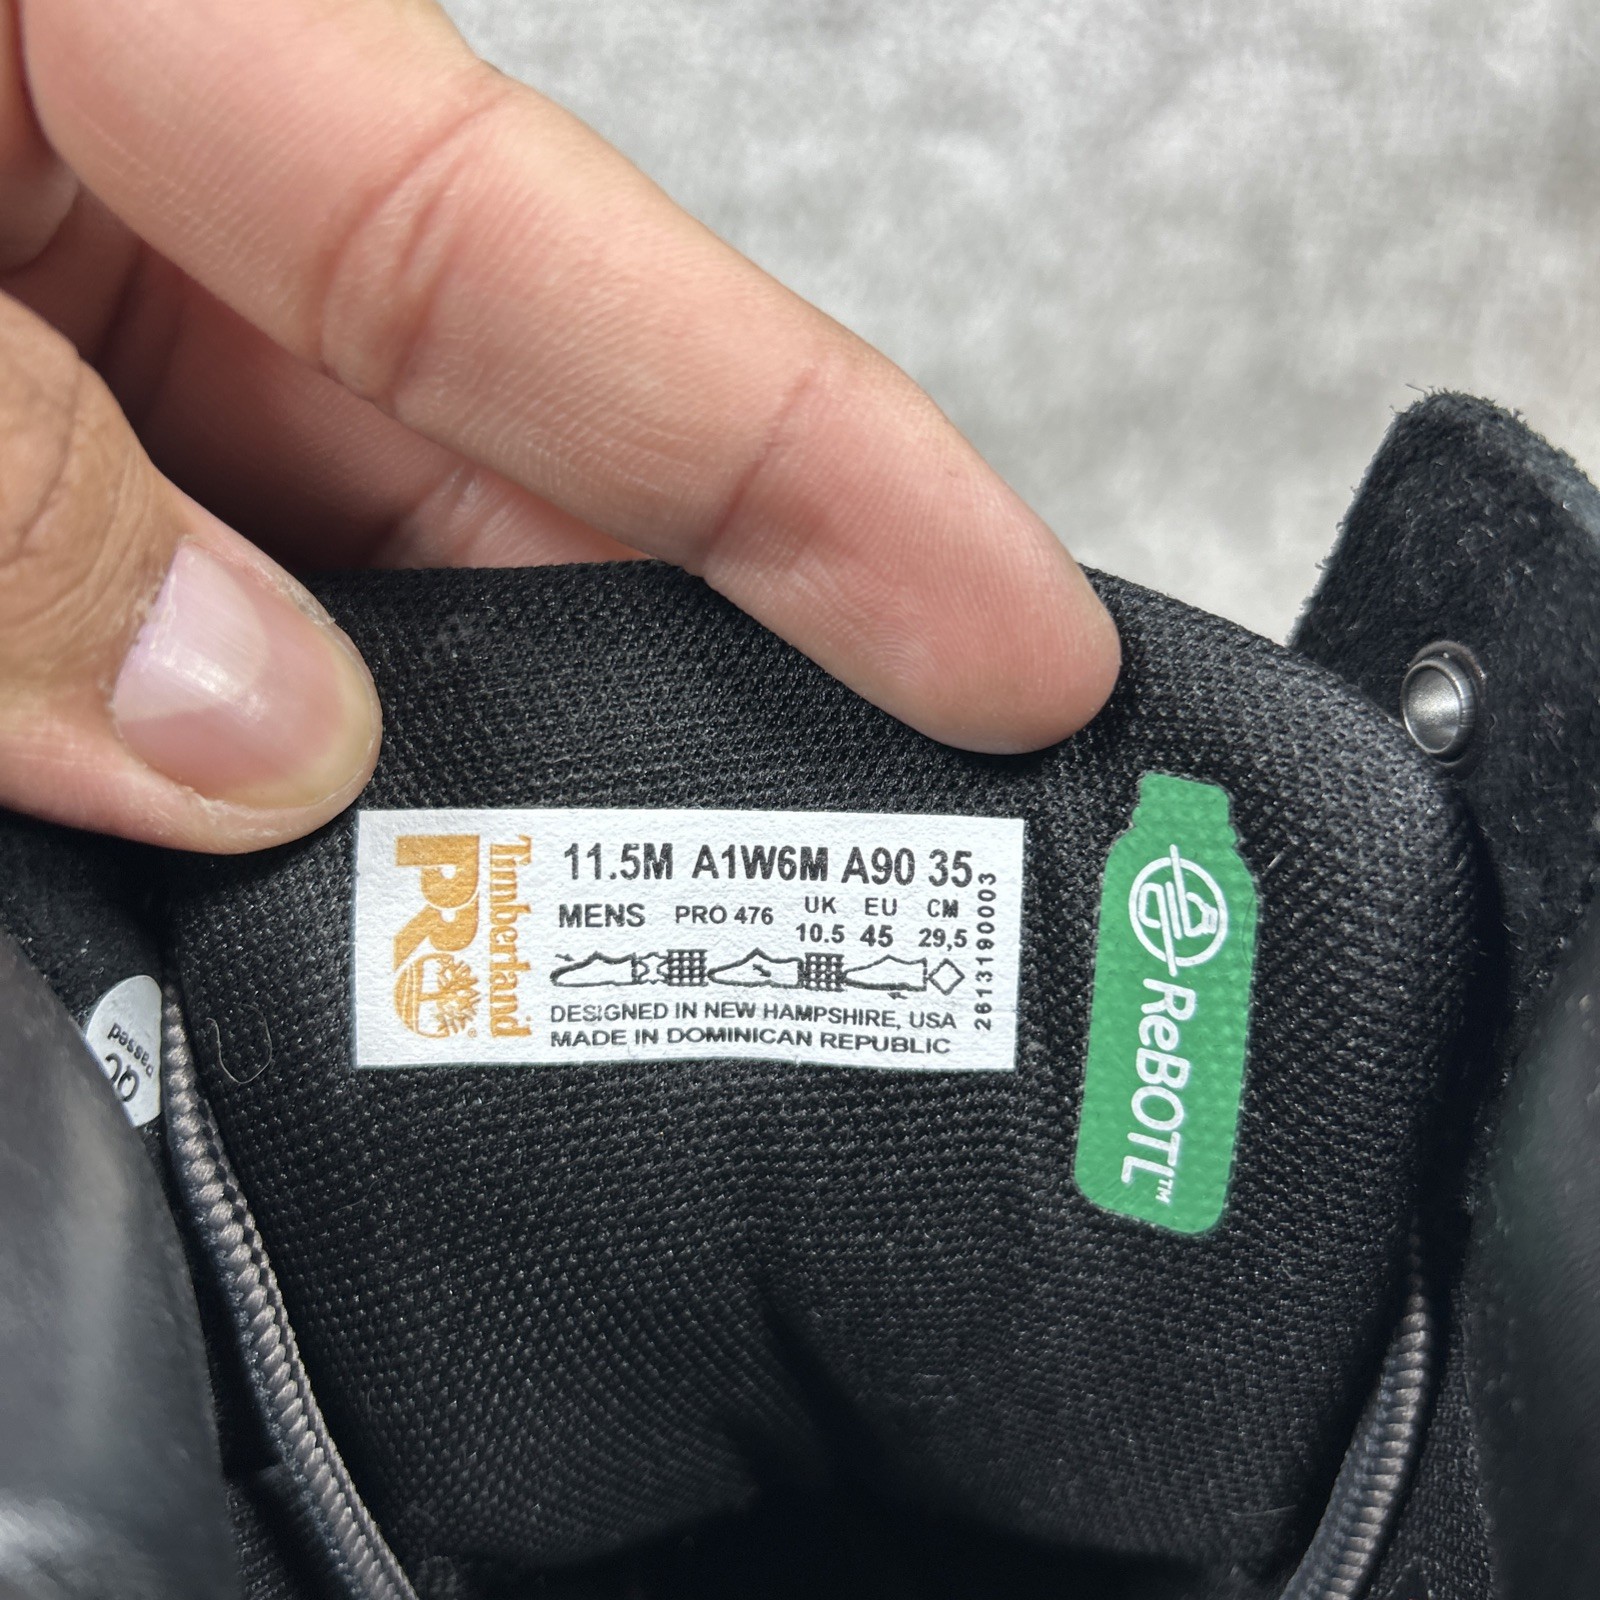 Timberland
PRO
®
11.5M A1W6M A90 35
MENS PRO 476 UK EU CM
10.5 45 29,5
DESIGNED IN NEW HAMPSHIRE, USA
MADE IN DOMINICAN REPUBLIC
2613190003
ReBOTL™
QC
passed